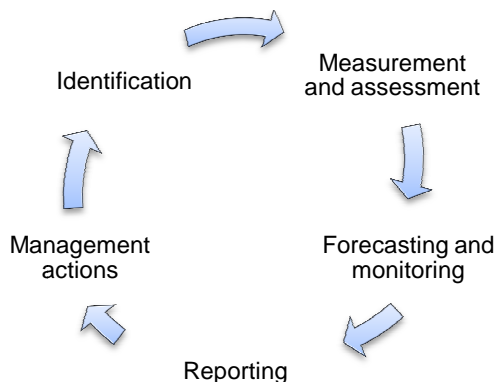 Identification
Measurement
and assessment
Forecasting and
monitoring
Reporting
Management
actions